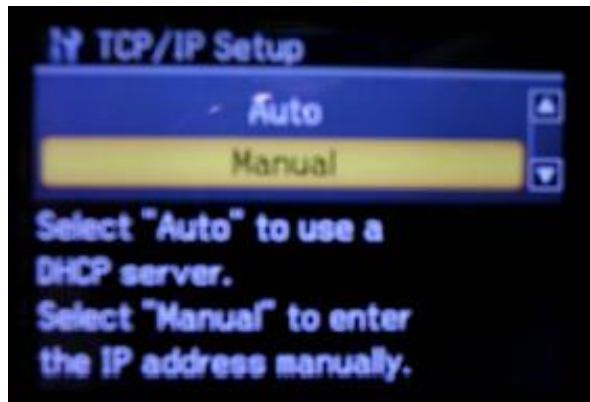 TCP/IP Setup
Auto
Manual
Select "Auto" to use a
DHCP server.
Select "Manual" to enter
the IP address manually.